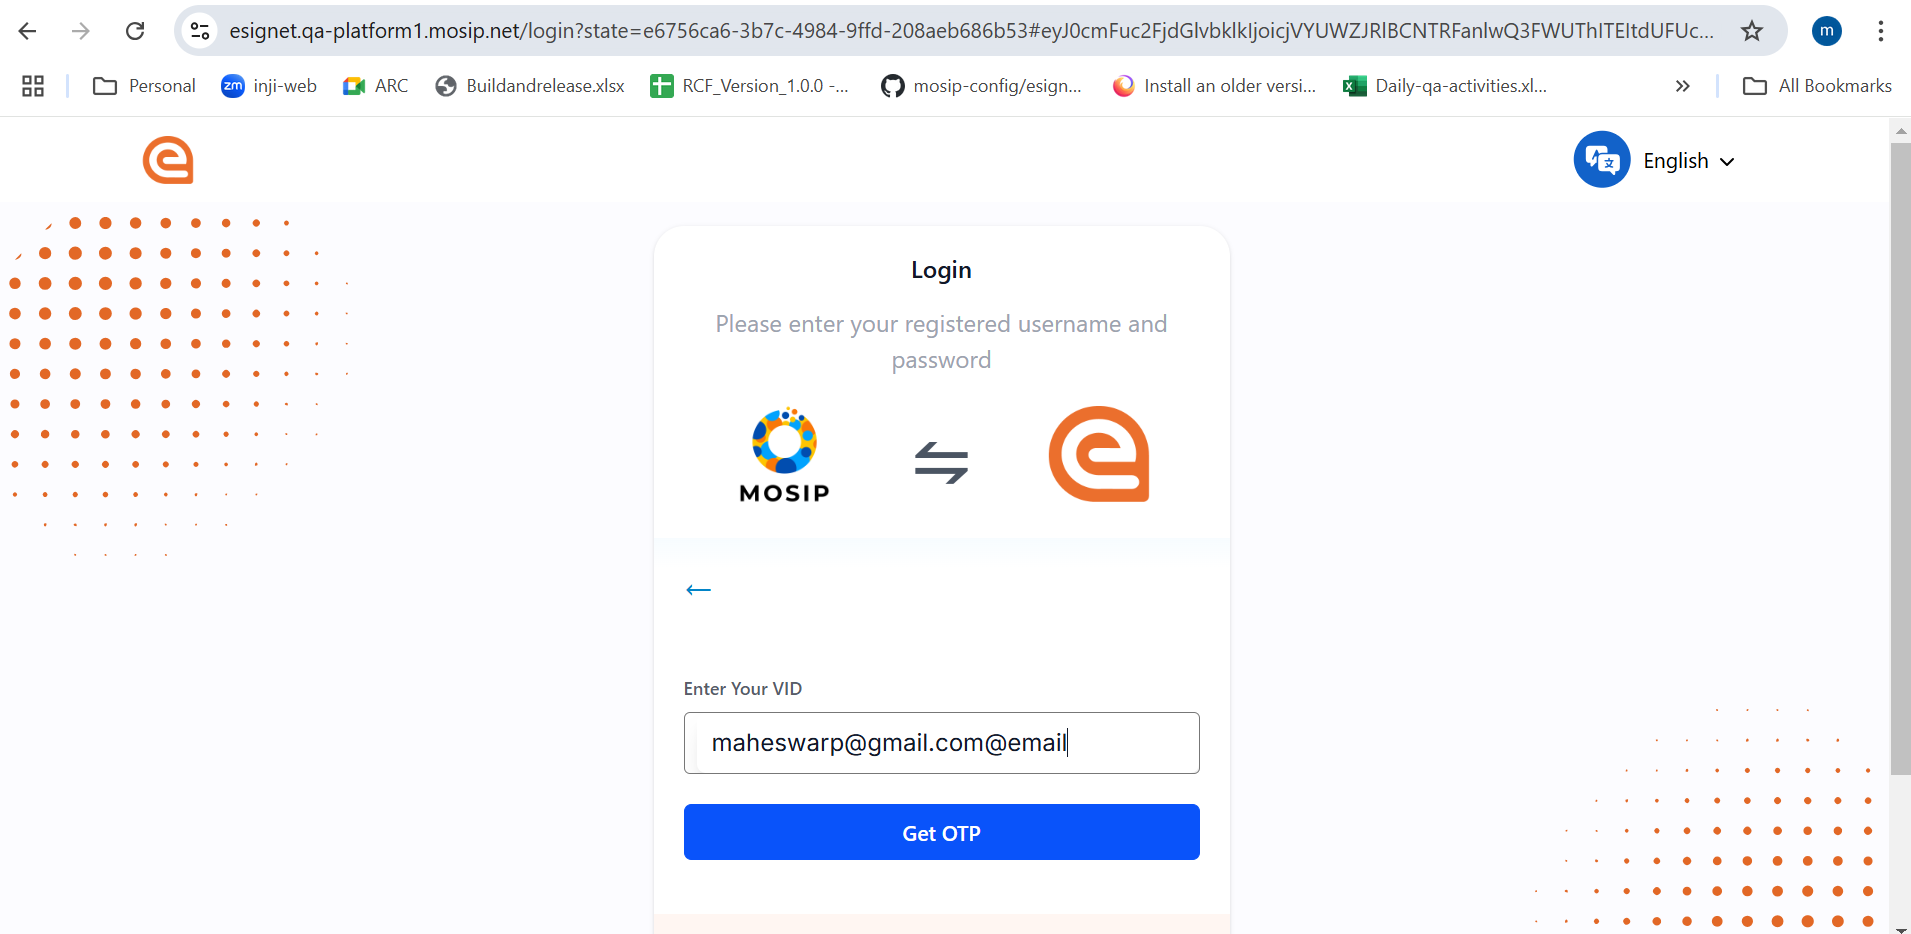 esignet.qa-platform1.mosip.net/login?state=e6756ca6-3b7c-4984-9ffd-208aeb686b53#eyJ0cmFuc2FjdGlvbklkIjoicjVYUWZJRlBCNTRFanlwQ3FWUThITEItdUFUc...
m
Personal
zm inji-web
ARC
Buildandrelease.xlsx
RCF_Version_1.0.0 -...
mosip-config/esign...
Install an older versi...
Daily-qa-activities.xl...
All Bookmarks
English
Login
Please enter your registered username and
password
MOSIP
Enter Your VID
maheswarp@gmail.com@email
Get OTP